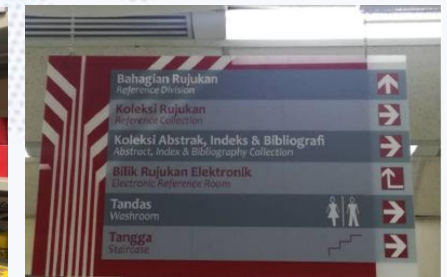 Bahagian Rujukan
Reference Division
Koleksi Rujukan
Reference Collection
Koleksi Abstrak, Indeks & Bibliografi
Abstract, Index & Bibliography Collection
Bilik Rujukan Elektronik
Electronic Reference Room
Tandas
Washroom
Tangga
Staircase